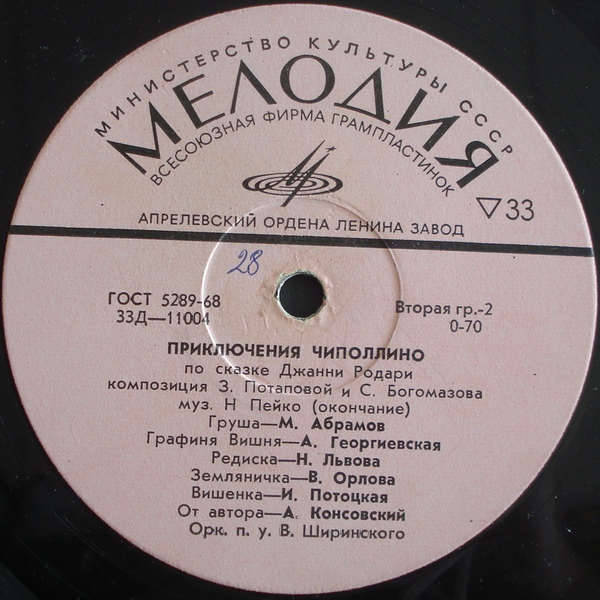 МИНИСТЕРСТВО КУЛЬТУРЫ СССР
МЕЛОДИЯ
ВСЕСОЮЗНАЯ ФИРМА ГРАМПЛАСТИНОК
▽33
АПРЕЛЕВСКИЙ ОРДЕНА ЛЕНИНА ЗАВОД
28
ГОСТ 5289-68
33Д—11004
Вторая гр.-2
0-70
ПРИКЛЮЧЕНИЯ ЧИПОЛЛИНО
по сказке Джанни Родари
композиция З. Потаповой и С. Богомазова
муз. Н Пейко (окончание)
Груша—М. Абрамов
Графиня Вишня—А. Георгиевская
Редиска—Н. Львова
Земляничка—В. Орлова
Вишенка—И. Потоцкая
От автора—А. Консовский
Орк. п. у. В. Ширинского